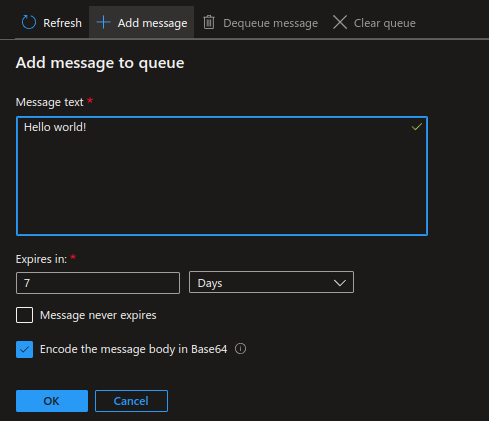 Refresh Add message Dequeue message Clear queue
Add message to queue
Message text *
Hello world!
Expires in: *
7 Days
Message never expires
Encode the message body in Base64
OK Cancel